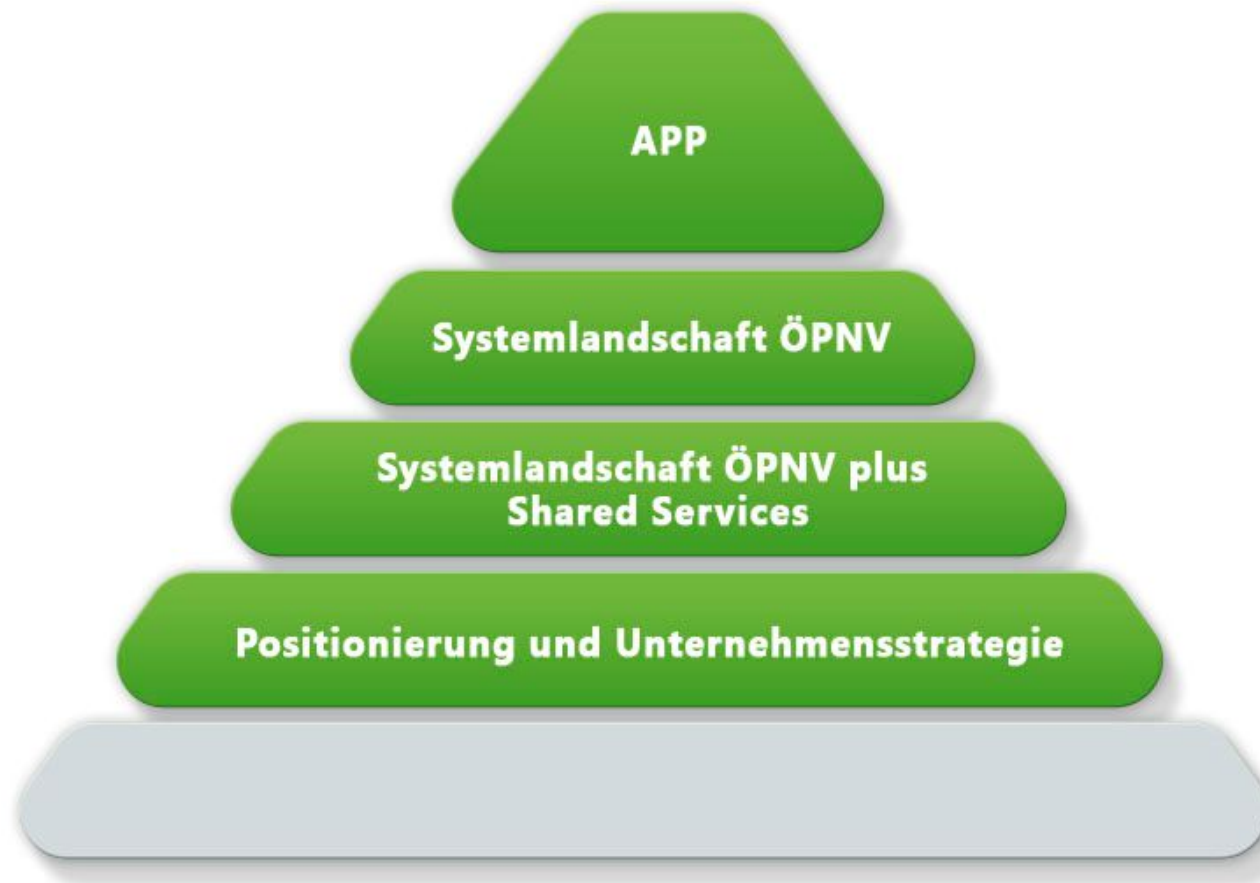 APP
Systemlandschaft ÖPNV
Systemlandschaft ÖPNV plus
Shared Services
Positionierung und Unternehmensstrategie